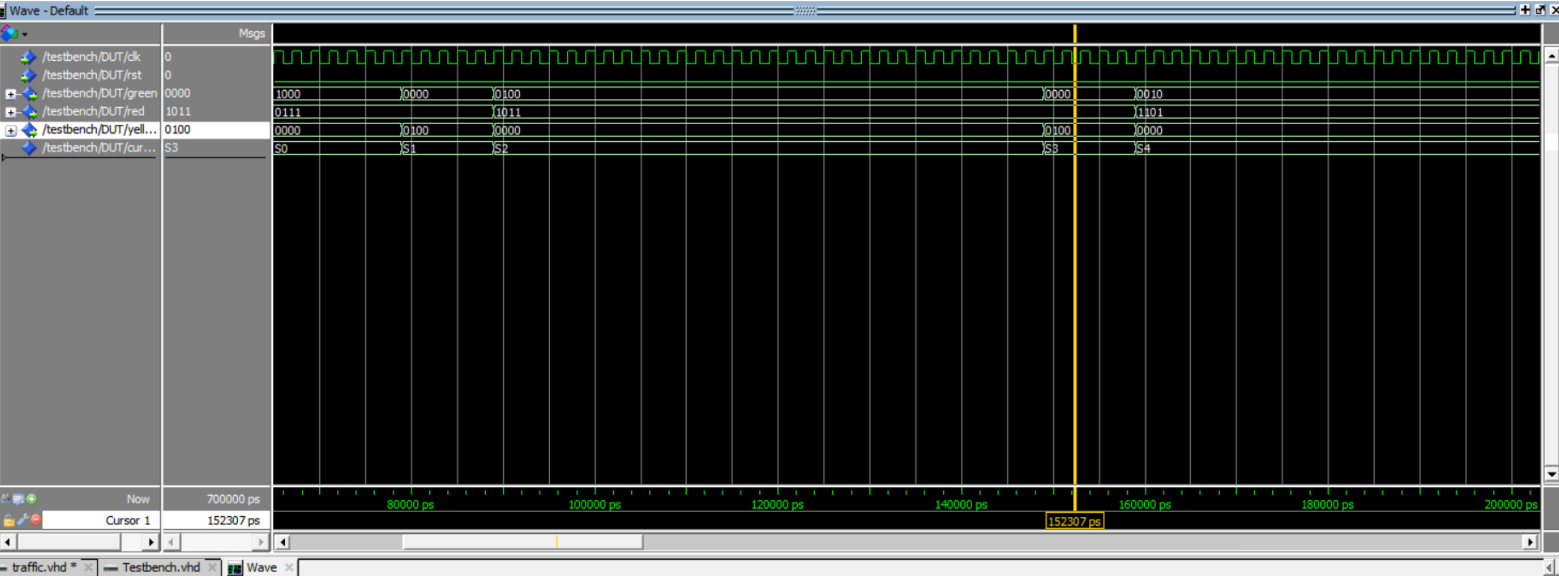 Wave - Default
Msgs
/testbench/DUT/clk 0
/testbench/DUT/rst 0
/testbench/DUT/green 0000 1000 0000 0100 0000 0010
/testbench/DUT/red 1011 0111 1011 1101
/testbench/DUT/yell... 0100 0000 0100 0000 0100 0000
/testbench/DUT/cur... S3 S0 S1 S2 S3 S4
Now 700000 ps 80000 ps 100000 ps 120000 ps 140000 ps 160000 ps 180000 ps 200000 ps
Cursor 1 152307 ps 152307 ps
traffic.vhd * Testbench.vhd Wave